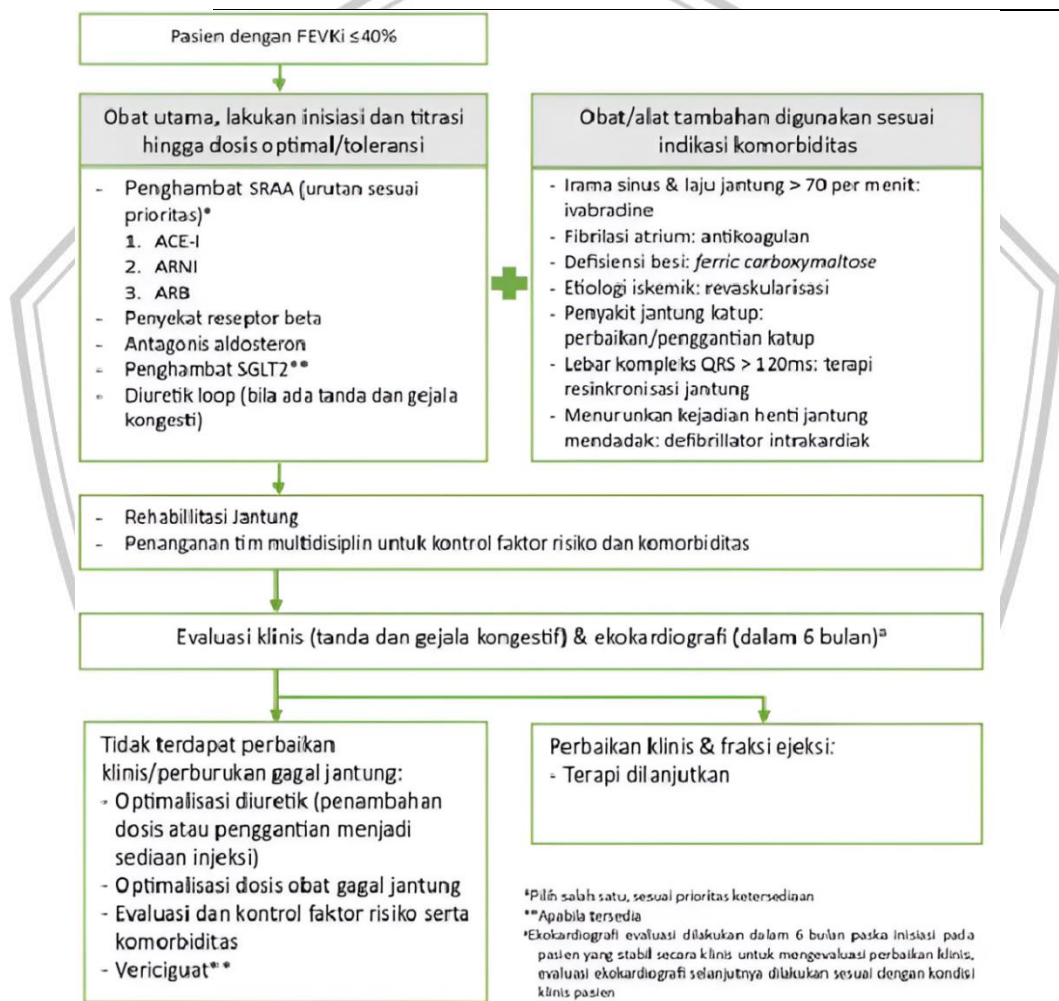 Pasien dengan FEVKi ≤40%
Obat utama, lakukan inisiasi dan titrasi
hingga dosis optimal/toleransi
- Penghambat SRAA (urutan sesuai
prioritas)*
1. ACE-I
2. ARNI
3. ARB
- Penyekat reseptor beta
- Antagonis aldosteron
- Penghambat SGLT2**
- Diuretik loop (bila ada tanda dan gejala
kongesti)
Obat/alat tambahan digunakan sesuai
indikasi komorbiditas
- Irama sinus & laju jantung > 70 per menit:
ivabradine
- Fibrilasi atrium: antikoagulan
- Defisiensi besi: ferric carboxymaltose
- Etiologi iskemik: revaskularisasi
- Penyakit jantung katup:
perbaikan/penggantian katup
- Lebar kompleks QRS > 120ms: terapi
resinkronisasi jantung
- Menurunkan kejadian henti jantung
mendadak: defibrillator intrakardiak
- Rehabillitasi Jantung
- Penanganan tim multidisiplin untuk kontrol faktor risiko dan komorbiditas
Evaluasi klinis (tanda dan gejala kongestif) & ekokardiografi (dalam 6 bulan)ᵃ
Tidak terdapat perbaikan
klinis/perburukan gagal jantung:
- Optimalisasi diuretik (penambahan
dosis atau penggantian menjadi
sediaan injeksi)
- Optimalisasi dosis obat gagal jantung
- Evaluasi dan kontrol faktor risiko serta
komorbiditas
- Vericiguat**
Perbaikan klinis & fraksi ejeksi:
- Terapi dilanjutkan
*Pilih salah satu, sesuai prioritas ketersediaan
**Apabila tersedia
ᵃEkokardiografi evaluasi dilakukan dalam 6 bulan paska inisiasi pada
pasien yang stabil secara klinis untuk mengevaluasi perbaikan klinis,
evaluasi ekokardiografi selanjutnya dilakukan sesuai dengan kondisi
klinis pasien